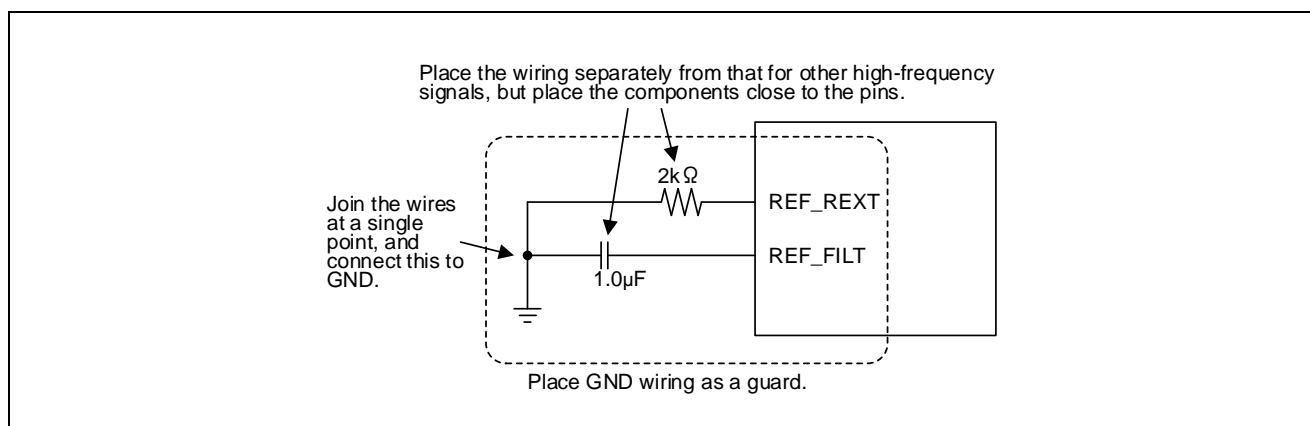 Place the wiring separately from that for other high-frequency
signals, but place the components close to the pins.
2kΩ
REF_REXT
Join the wires
at a single
point, and
connect this to
GND.
REF_FILT
1.0µF
Place GND wiring as a guard.